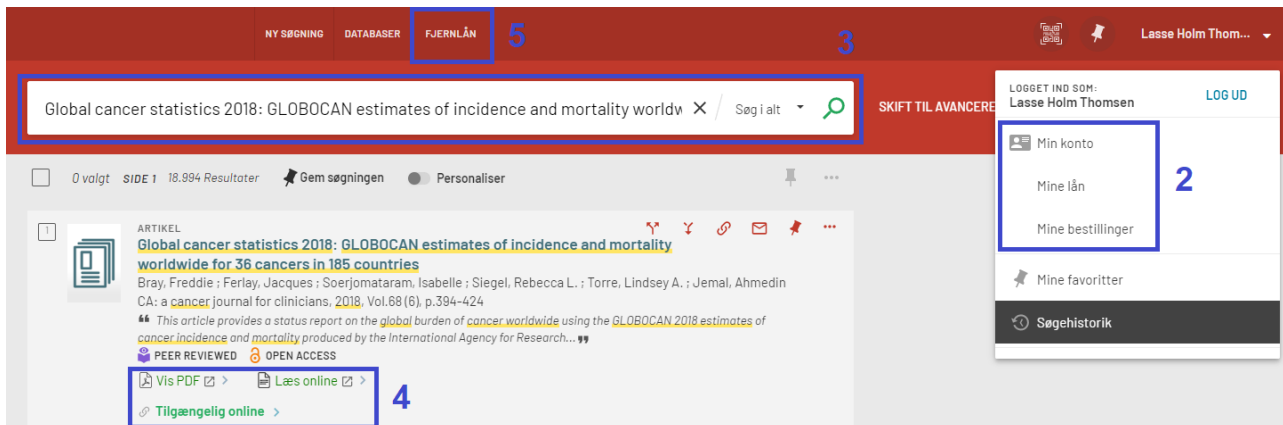 NY SØGNING DATABASER FJERNLÅN 5 3 Lasse Holm Thom...
Global cancer statistics 2018: GLOBOCAN estimates of incidence and mortality worldw Søg i alt SKIFT TIL AVANCERE
LOGGET IND SOM:
Lasse Holm Thomsen LOG UD
Min konto
Mine lån 2
Mine bestillinger
Mine favoritter
Søgehistorik
0 valgt SIDE 1 18.994 Resultater Gem søgningen Personaliser ...
1 ARTIKEL ...
Global cancer statistics 2018: GLOBOCAN estimates of incidence and mortality
worldwide for 36 cancers in 185 countries
Bray, Freddie ; Ferlay, Jacques ; Soerjomataram, Isabelle ; Siegel, Rebecca L. ; Torre, Lindsey A. ; Jemal, Ahmedin
CA: a cancer journal for clinicians, 2018, Vol.68 (6), p.394-424
❝ This article provides a status report on the global burden of cancer worldwide using the GLOBOCAN 2018 estimates of
cancer incidence and mortality produced by the International Agency for Research... ❞
PEER REVIEWED OPEN ACCESS
Vis PDF > Læs online >
Tilgængelig online > 4